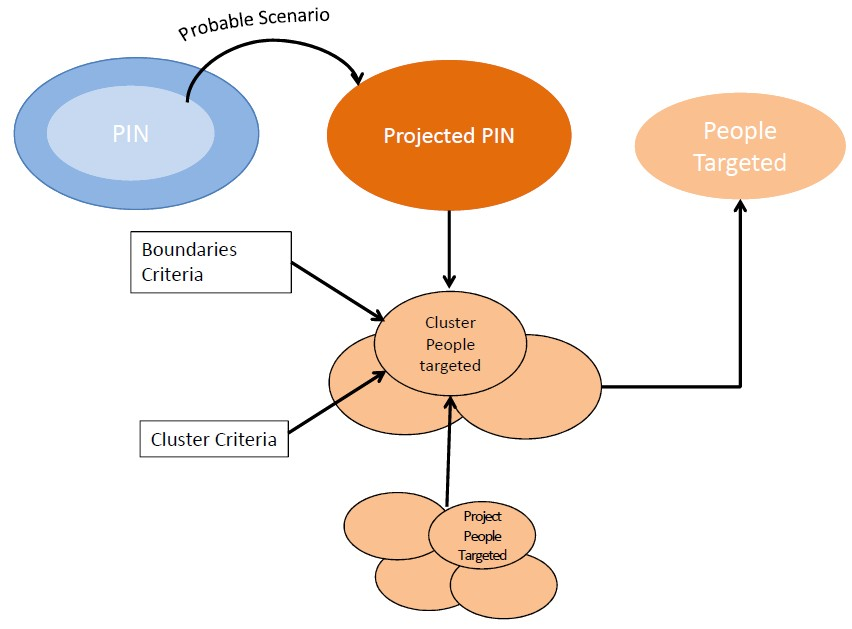 Probable Scenario
PIN
Projected PIN
People
Targeted
Boundaries
Criteria
Cluster
People
targeted
Cluster Criteria
Project
People
Targeted